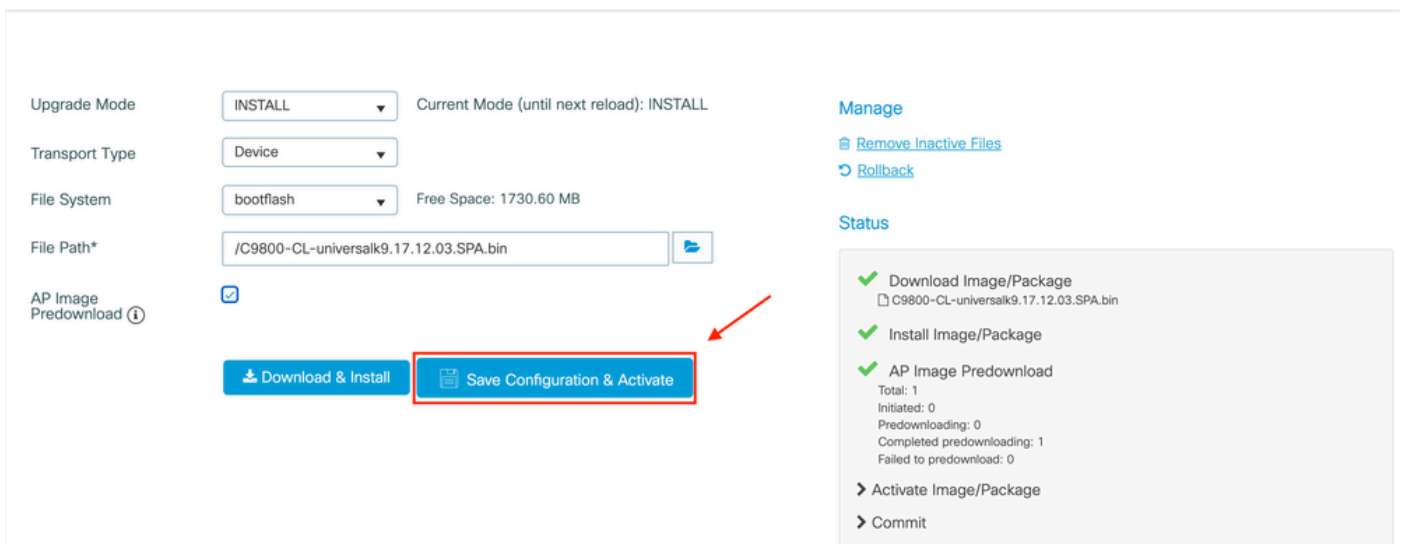 Upgrade Mode
INSTALL
Current Mode (until next reload): INSTALL
Transport Type
Device
File System
bootflash
Free Space: 1730.60 MB
File Path*
/C9800-CL-universalk9.17.12.03.SPA.bin
AP Image
Predownload
Download & Install
Save Configuration & Activate
Manage
Remove Inactive Files
Rollback
Status
Download Image/Package
C9800-CL-universalk9.17.12.03.SPA.bin
Install Image/Package
AP Image Predownload
Total: 1
Initiated: 0
Predownloading: 0
Completed predownloading: 1
Failed to predownload: 0
Activate Image/Package
Commit